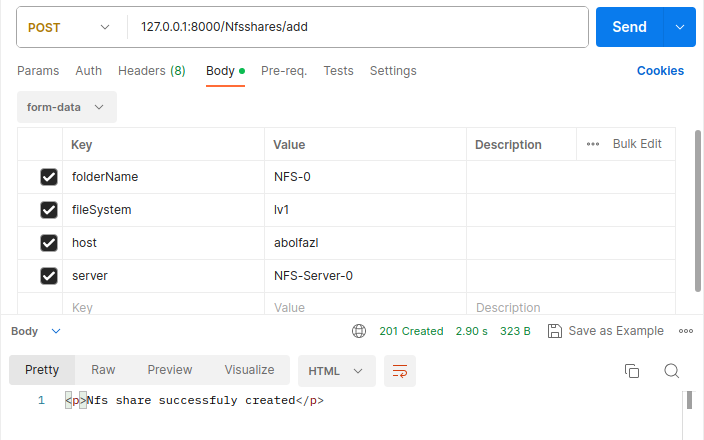 POST 127.0.0.1:8000/Nfsshares/add Send
Params Auth Headers (8) Body Pre-req. Tests Settings Cookies
form-data
Key Value Description Bulk Edit
folderName NFS-0
fileSystem lv1
host abolfazl
server NFS-Server-0
Key Value Description
Body 201 Created 2.90 s 323 B Save as Example
Pretty Raw Preview Visualize HTML
1 <p>Nfs share successfuly created</p>